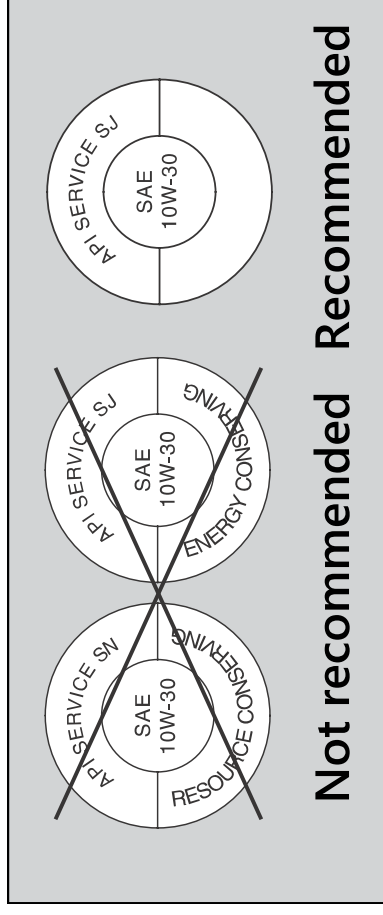 API SERVICE SN
SAE
10W-30
RESOURCE CONSERVING
API SERVICE SJ
SAE
10W-30
ENERGY CONSERVING
Not recommended
API SERVICE SJ
SAE
10W-30
Recommended